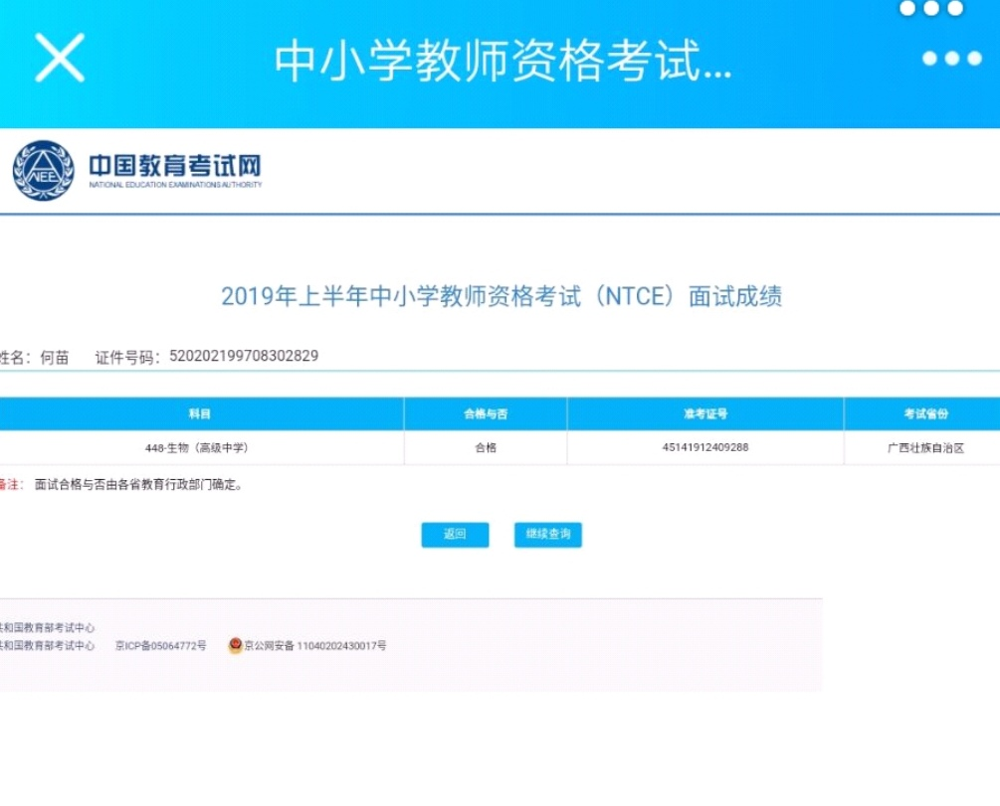 中小学教师资格考试...
NEE
中国教育考试网
NATIONAL EDUCATION EXAMINATIONS AUTHORITY
2019年上半年中小学教师资格考试（NTCE）面试成绩
姓名：何苗 证件号码：520202199708302829
科目 合格与否 准考证号 考试省份
448-生物（高级中学） 合格 45141912409288 广西壮族自治区
备注： 面试合格与否由各省教育行政部门确定。
返回 继续查询
共和国教育部考试中心
共和国教育部考试中心 京ICP备05064772号 京公网安备 11040202430017号